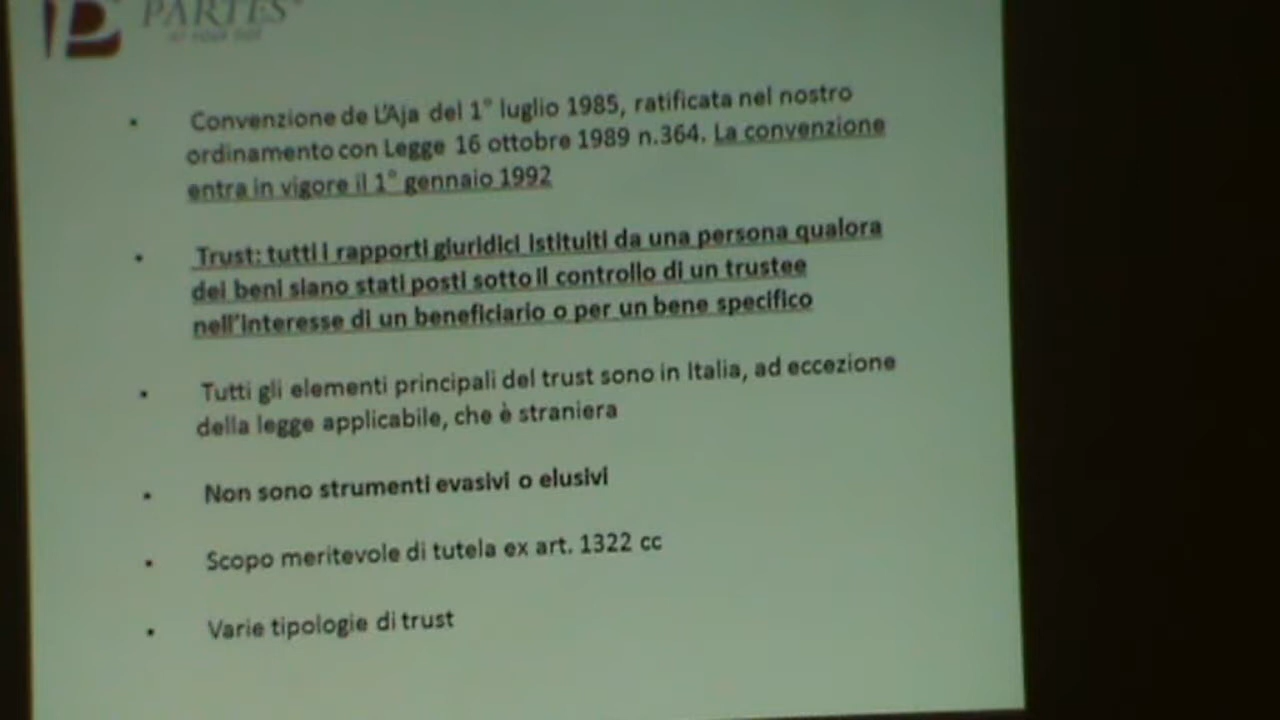 PARTES
• Convenzione de L'Aja del 1° luglio 1985, ratificata nel nostro
ordinamento con Legge 16 ottobre 1989 n.364. La convenzione
entra in vigore il 1° gennaio 1992
• Trust: tutti i rapporti giuridici istituiti da una persona qualora
dei beni siano stati posti sotto il controllo di un trustee
nell'interesse di un beneficiario o per un bene specifico
• Tutti gli elementi principali del trust sono in Italia, ad eccezione
della legge applicabile, che è straniera
• Non sono strumenti evasivi o elusivi
• Scopo meritevole di tutela ex art. 1322 cc
• Varie tipologie di trust